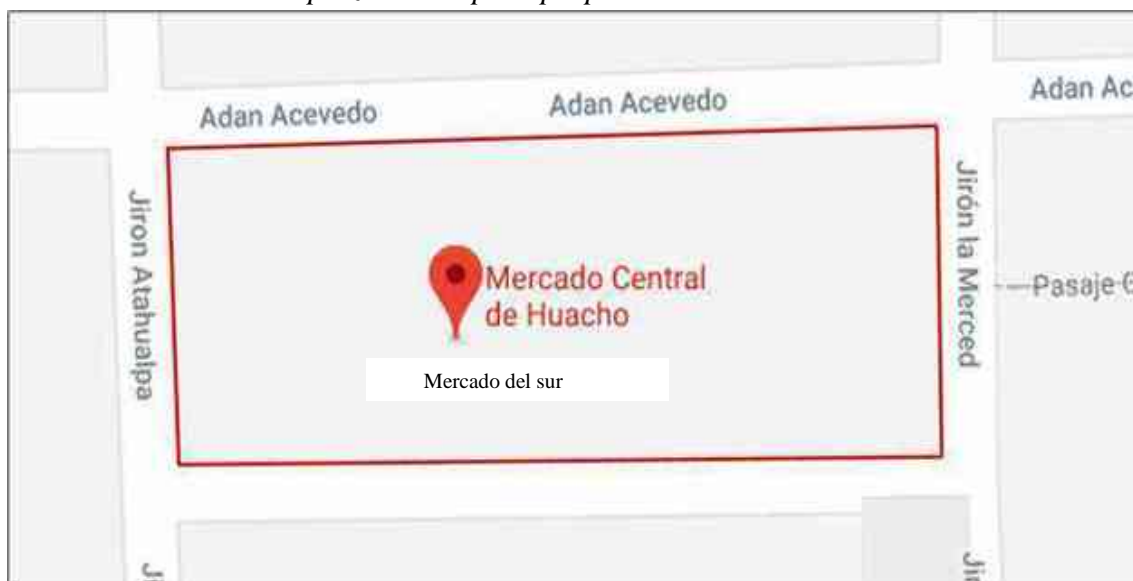 Adan Acevedo
Adan Acevedo
Adan Ac
Jiron Atahualpa
Jirón la Merced
Mercado Central
de Huacho
Pasaje
Mercado del sur
Ji